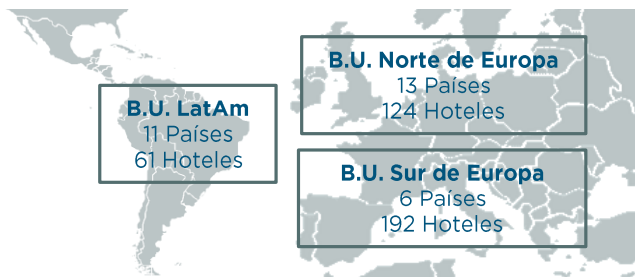 B.U. LatAm
11 Países
61 Hoteles
B.U. Norte de Europa
13 Países
124 Hoteles
B.U. Sur de Europa
6 Países
192 Hoteles